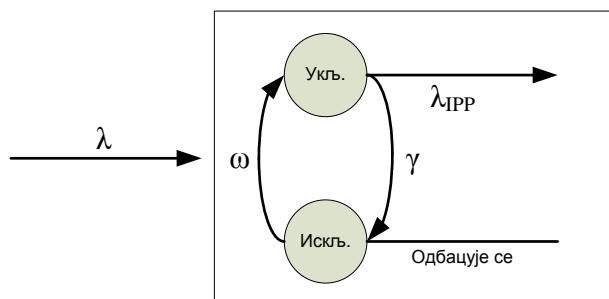 Укљ.
λ
λIPP
ω
γ
Искљ.
Одбацује се